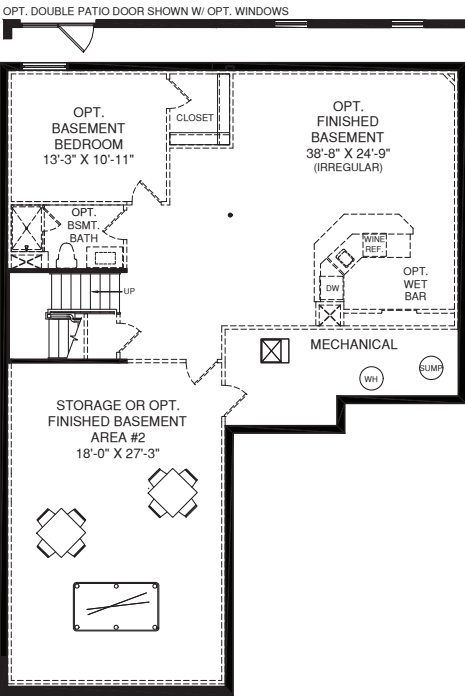 OPT. DOUBLE PATIO DOOR SHOWN W/ OPT. WINDOWS
OPT.
BASEMENT
BEDROOM
13'-3" X 10'-11"
CLOSET
OPT.
FINISHED
BASEMENT
38'-8" X 24'-9"
(IRREGULAR)
OPT.
BSMT.
BATH
WINE
REF.
DW
OPT.
WET
BAR
UP
MECHANICAL
WH
SUMP
STORAGE OR OPT.
FINISHED BASEMENT
AREA #2
18'-0" X 27'-3"